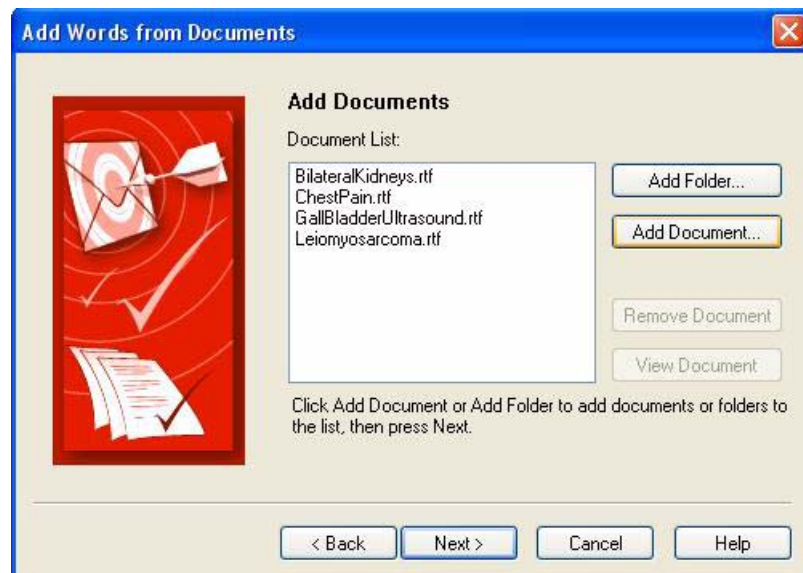 Add Words from Documents
Add Documents
Document List:
BilateralKidneys.rtf
ChestPain.rtf
GallBladderUltrasound.rtf
Leiomyosarcoma.rtf
Add Folder...
Add Document...
Remove Document
View Document
Click Add Document or Add Folder to add documents or folders to
the list, then press Next.
< Back
Next >
Cancel
Help